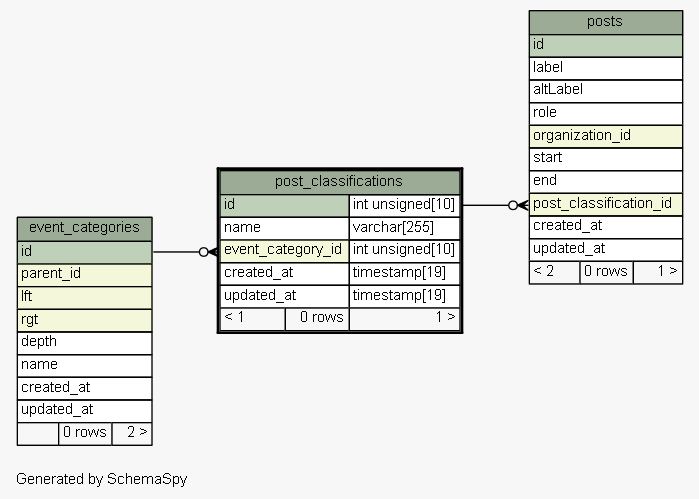 posts
id
label
altLabel
role
organization_id
start
end
post_classification_id
created_at
updated_at
< 2 0 rows 1 >
post_classifications
id int unsigned[10]
name varchar[255]
event_category_id int unsigned[10]
created_at timestamp[19]
updated_at timestamp[19]
< 1 0 rows 1 >
event_categories
id
parent_id
lft
rgt
depth
name
created_at
updated_at
0 rows 2 >
Generated by SchemaSpy